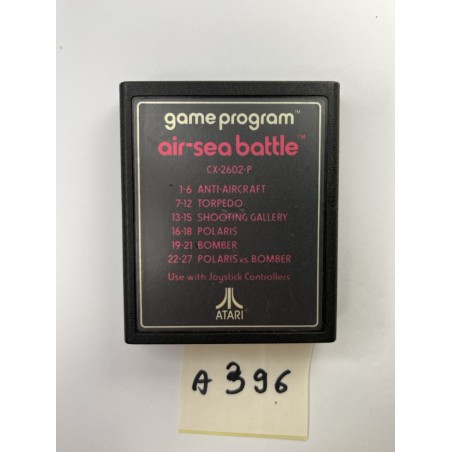 game program™
air-sea battle™
CX-2602-P
1-6 ANTI-AIRCRAFT
7-12 TORPEDO
13-15 SHOOTING GALLERY
16-18 POLARIS
19-21 BOMBER
22-27 POLARIS vs. BOMBER
Use with Joystick Controllers
ATARI
A396